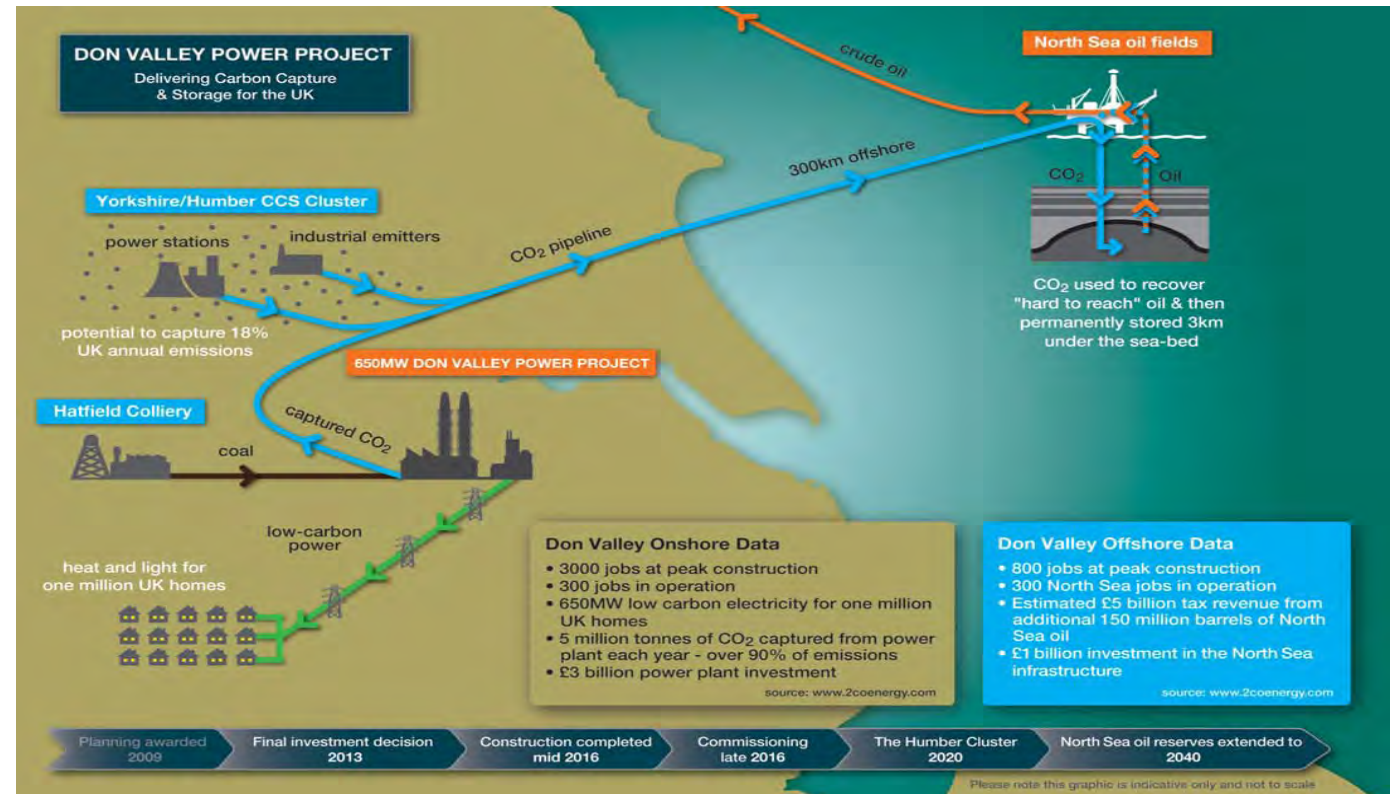 DON VALLEY POWER PROJECT
Delivering Carbon Capture
& Storage for the UK
North Sea oil fields
crude oil
300km offshore
CO₂ pipeline
CO₂
Oil
CO₂ used to recover
"hard to reach" oil & then
permanently stored 3km
under the sea-bed
Yorkshire/Humber CCS Cluster
power stations
industrial emitters
potential to capture 18%
UK annual emissions
650MW DON VALLEY POWER PROJECT
Hatfield Colliery
captured CO₂
coal
low-carbon
power
heat and light for
one million UK homes
Don Valley Onshore Data
• 3000 jobs at peak construction
• 300 jobs in operation
• 650MW low carbon electricity for one million
UK homes
• 5 million tonnes of CO₂ captured from power
plant each year - over 90% of emissions
• £3 billion power plant investment
source: www.2coenergy.com
Don Valley Offshore Data
• 800 jobs at peak construction
• 300 North Sea jobs in operation
• Estimated £5 billion tax revenue from
additional 150 million barrels of North
Sea oil
• £1 billion investment in the North Sea
infrastructure
source: www.2coenergy.com
Planning awarded
2009
Final investment decision
2013
Construction completed
mid 2016
Commissioning
late 2016
The Humber Cluster
2020
North Sea oil reserves extended to
2040
Please note this graphic is indicative only and not to scale